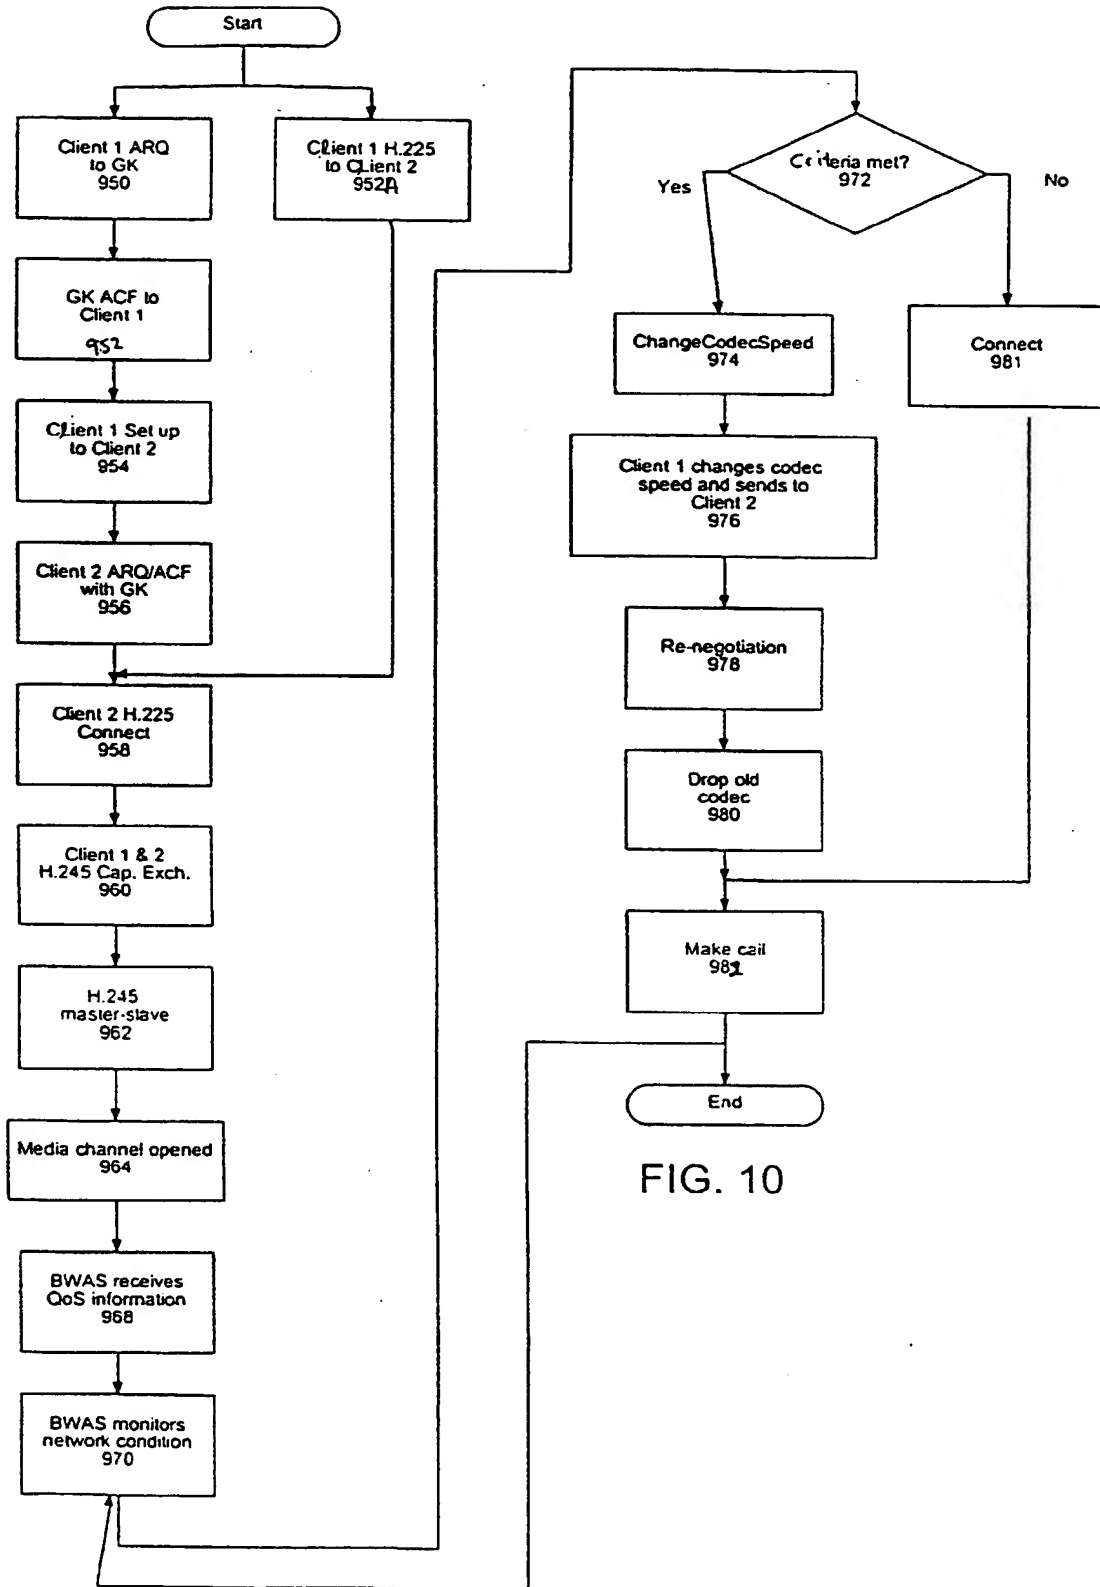 Start
Client 1 ARQ
to GK
950
Client 1 H.225
to Client 2
952A
GK ACF to
Client 1
952
Client 1 Set up
to Client 2
954
Client 2 ARQ/ACF
with GK
956
Client 2 H.225
Connect
958
Client 1 & 2
H.245 Cap. Exch.
960
H.245
master-slave
962
Media channel opened
964
BWAS receives
QoS information
968
BWAS monitors
network condition
970
Criteria met?
972
Yes
No
ChangeCodecSpeed
974
Connect
981
Client 1 changes codec
speed and sends to
Client 2
976
Re-negotiation
978
Drop old
codec
980
Make call
982
End
FIG. 10